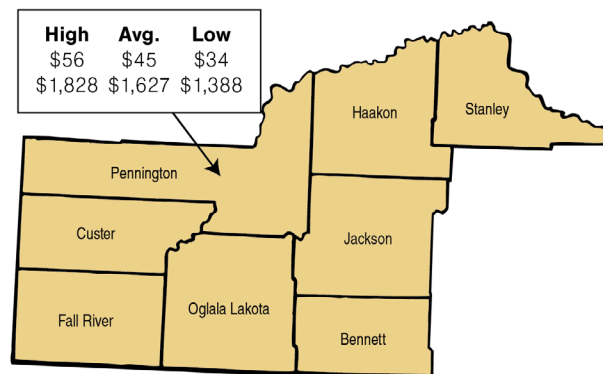 High Avg. Low
$56 $45 $34
$1,828 $1,627 $1,388
Haakon
Stanley
Pennington
Custer
Jackson
Fall River
Oglala Lakota
Bennett